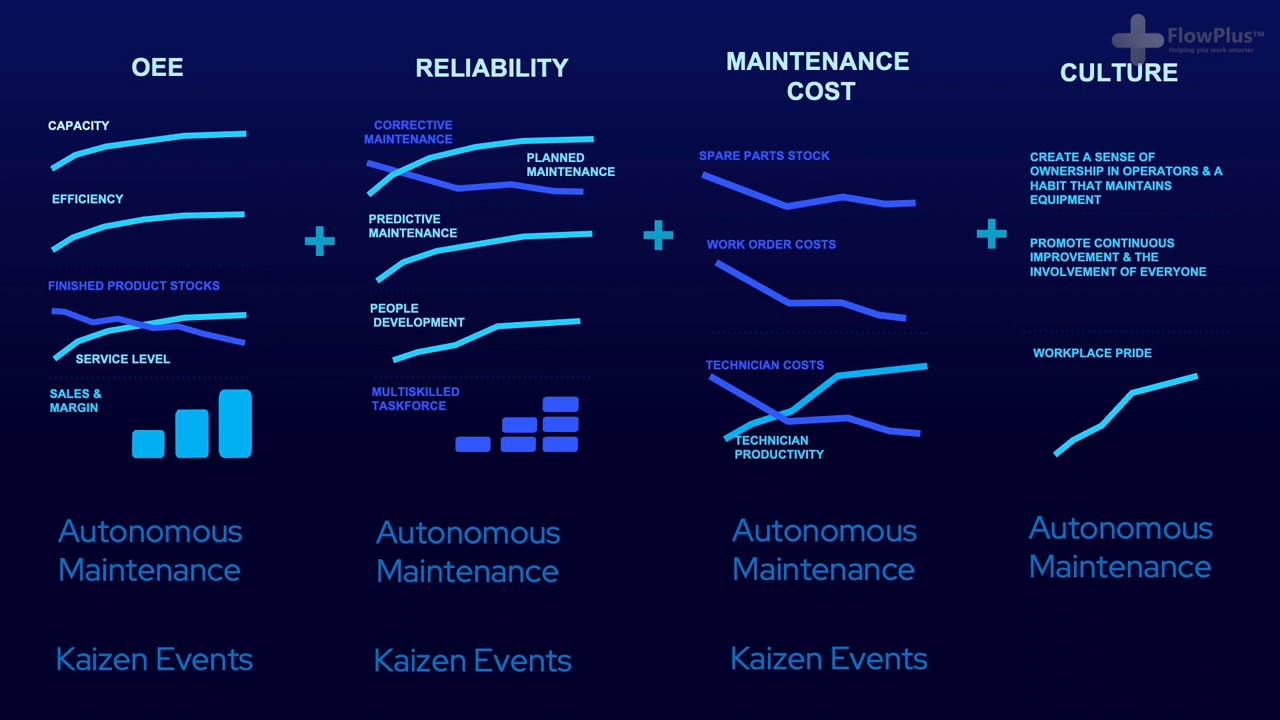 FlowPlus™
Helping you work smarter
OEE
CAPACITY
EFFICIENCY
FINISHED PRODUCT STOCKS
SERVICE LEVEL
SALES &
MARGIN
Autonomous
Maintenance
Kaizen Events
RELIABILITY
CORRECTIVE
MAINTENANCE
PLANNED
MAINTENANCE
PREDICTIVE
MAINTENANCE
PEOPLE
DEVELOPMENT
MULTISKILLED
TASKFORCE
Autonomous
Maintenance
Kaizen Events
MAINTENANCE
COST
SPARE PARTS STOCK
WORK ORDER COSTS
TECHNICIAN COSTS
TECHNICIAN
PRODUCTIVITY
Autonomous
Maintenance
Kaizen Events
CULTURE
CREATE A SENSE OF
OWNERSHIP IN OPERATORS & A
HABIT THAT MAINTAINS
EQUIPMENT
PROMOTE CONTINUOUS
IMPROVEMENT & THE
INVOLVEMENT OF EVERYONE
WORKPLACE PRIDE
Autonomous
Maintenance